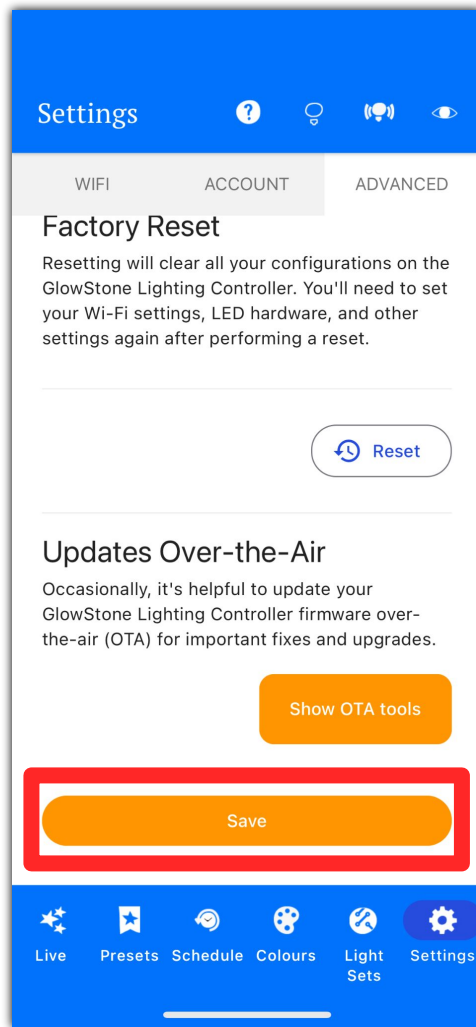 Settings
WIFI ACCOUNT ADVANCED
Factory Reset
Resetting will clear all your configurations on the
GlowStone Lighting Controller. You'll need to set
your Wi-Fi settings, LED hardware, and other
settings again after performing a reset.
Reset
Updates Over-the-Air
Occasionally, it's helpful to update your
GlowStone Lighting Controller firmware over-
the-air (OTA) for important fixes and upgrades.
Show OTA tools
Save
Live Presets Schedule Colours Light Sets Settings